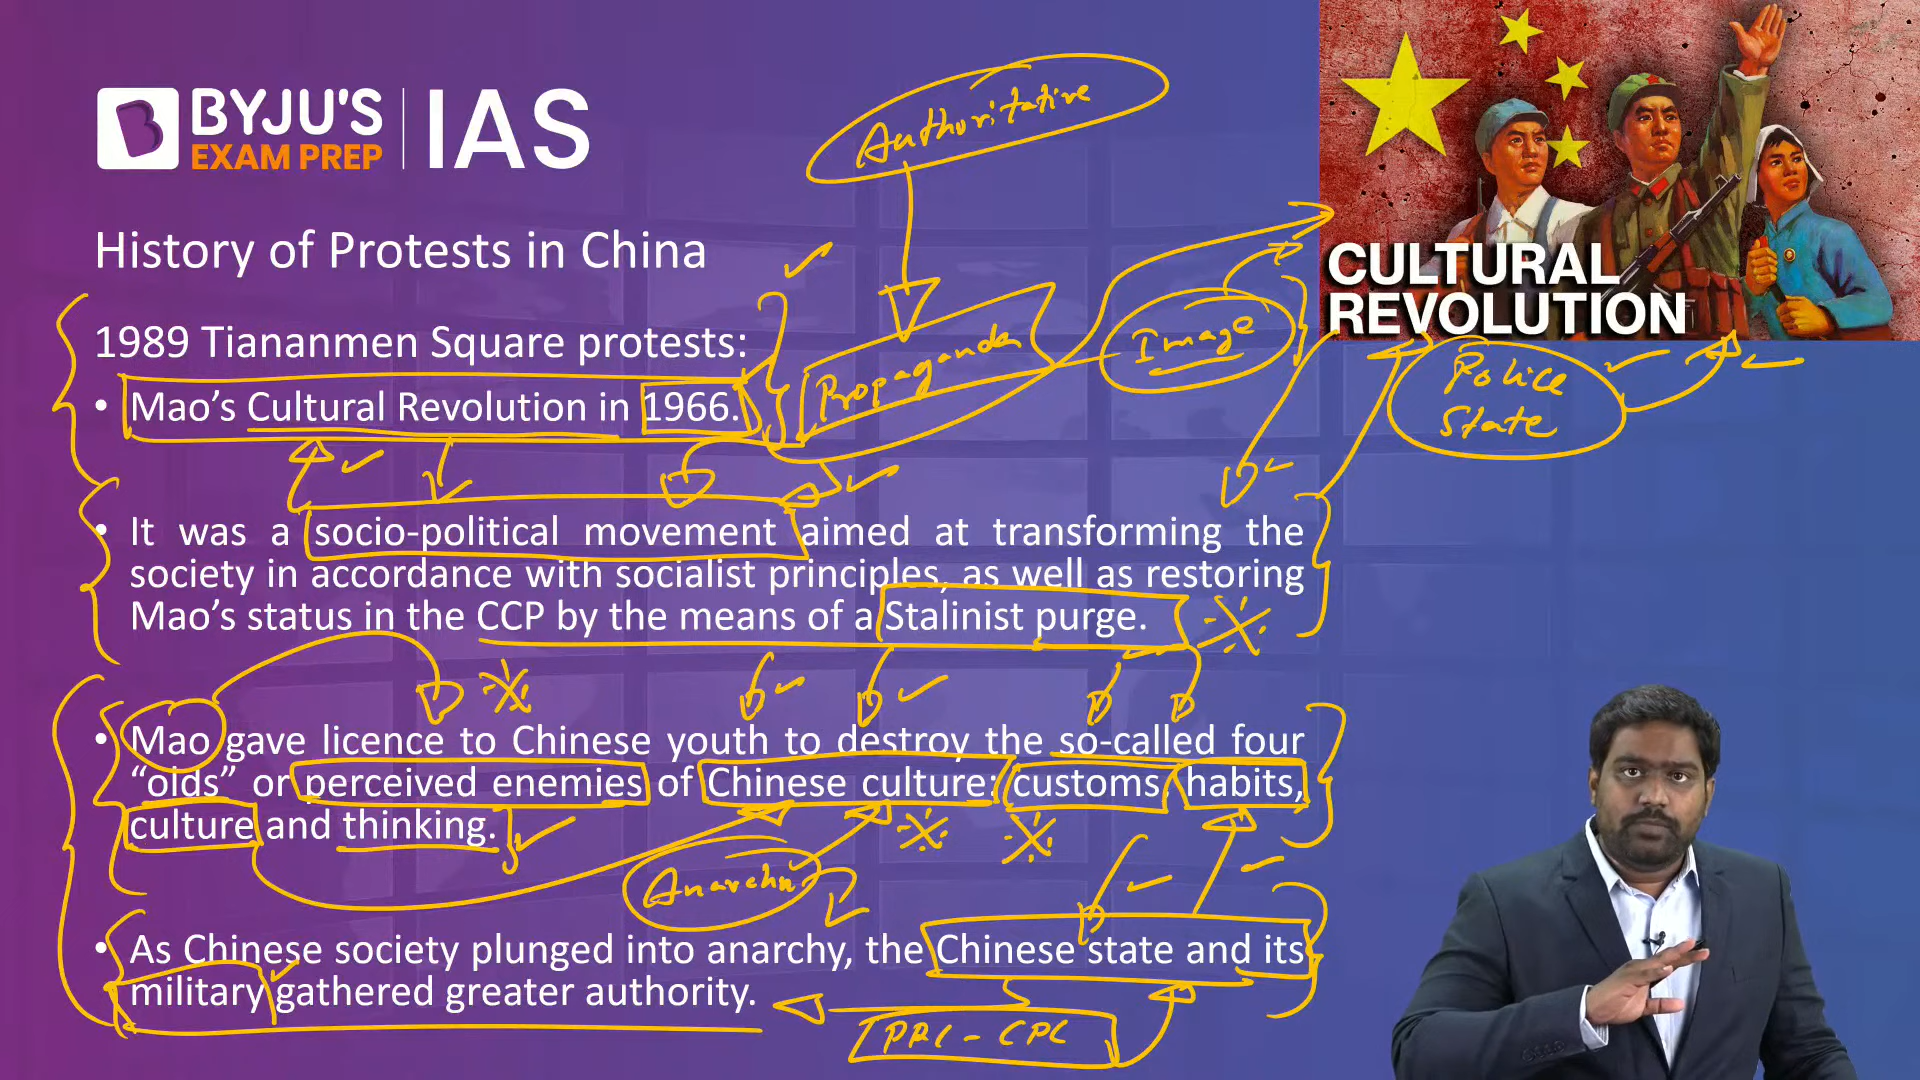 BYJU'S
EXAM PREP
IAS
Authoritative
History of Protests in China
CULTURAL
REVOLUTION
1989 Tiananmen Square protests:
Propaganda
Image
Police
State
• Mao's Cultural Revolution in 1966.
• It was a socio-political movement aimed at transforming the
society in accordance with socialist principles, as well as restoring
Mao's status in the CCP by the means of a Stalinist purge.
• Mao gave licence to Chinese youth to destroy the so-called four
“olds” or perceived enemies of Chinese culture: customs, habits,
culture and thinking.
Anarchy
• As Chinese society plunged into anarchy, the Chinese state and its
military gathered greater authority.
PRC - CPC